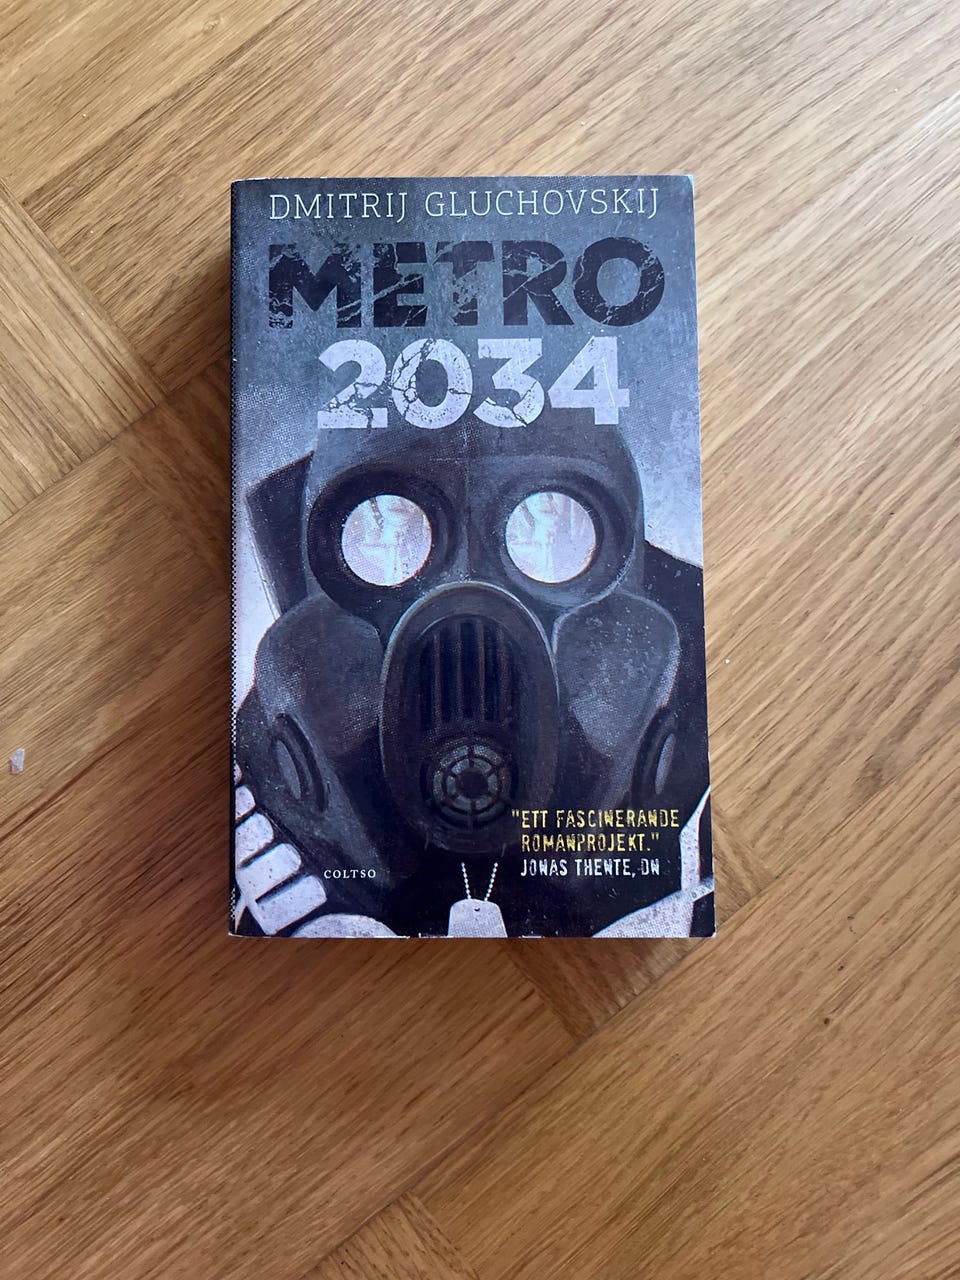 DMITRIJ GLUCHOVSKIJ
METRO
2034
"ETT FASCINERANDE
ROMANPROJEKT."
JONAS THENTE, DN
COLTSO